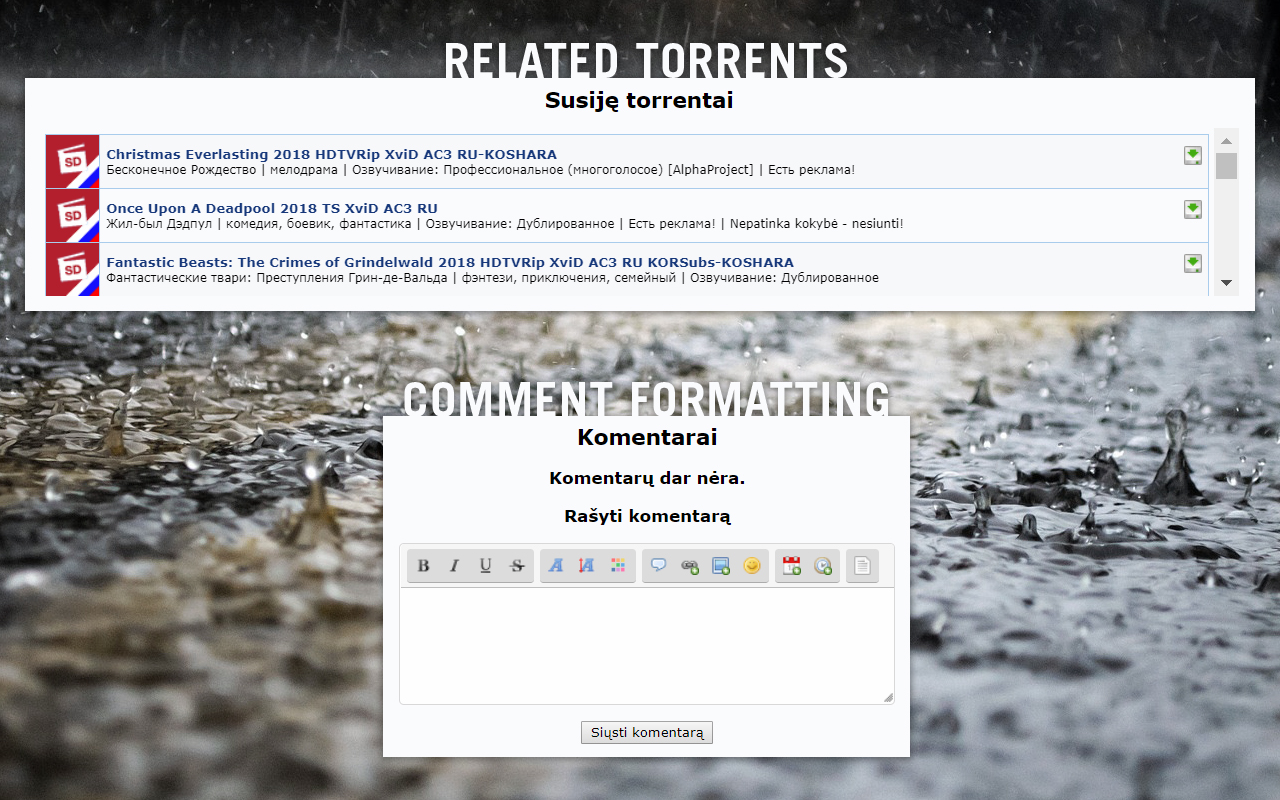 RELATED TORRENTS
Susiję torrentai
SD
Christmas Everlasting 2018 HDTVRip XviD AC3 RU-KOSHARA
Бесконечное Рождество | мелодрама | Озвучивание: Профессиональное (многоголосое) [AlphaProject] | Есть реклама!
SD
Once Upon A Deadpool 2018 TS XviD AC3 RU
Жил-был Дэдпул | комедия, боевик, фантастика | Озвучивание: Дублированное | Есть реклама! | Nepatinka kokybė - nesiunti!
SD
Fantastic Beasts: The Crimes of Grindelwald 2018 HDTVRip XviD AC3 RU KORSubs-KOSHARA
Фантастические твари: Преступления Грин-де-Вальда | фэнтези, приключения, семейный | Озвучивание: Дублированное
COMMENT FORMATTING
Komentarai
Komentarų dar nėra.
Rašyti komentarą
B I U S A A
Siųsti komentarą